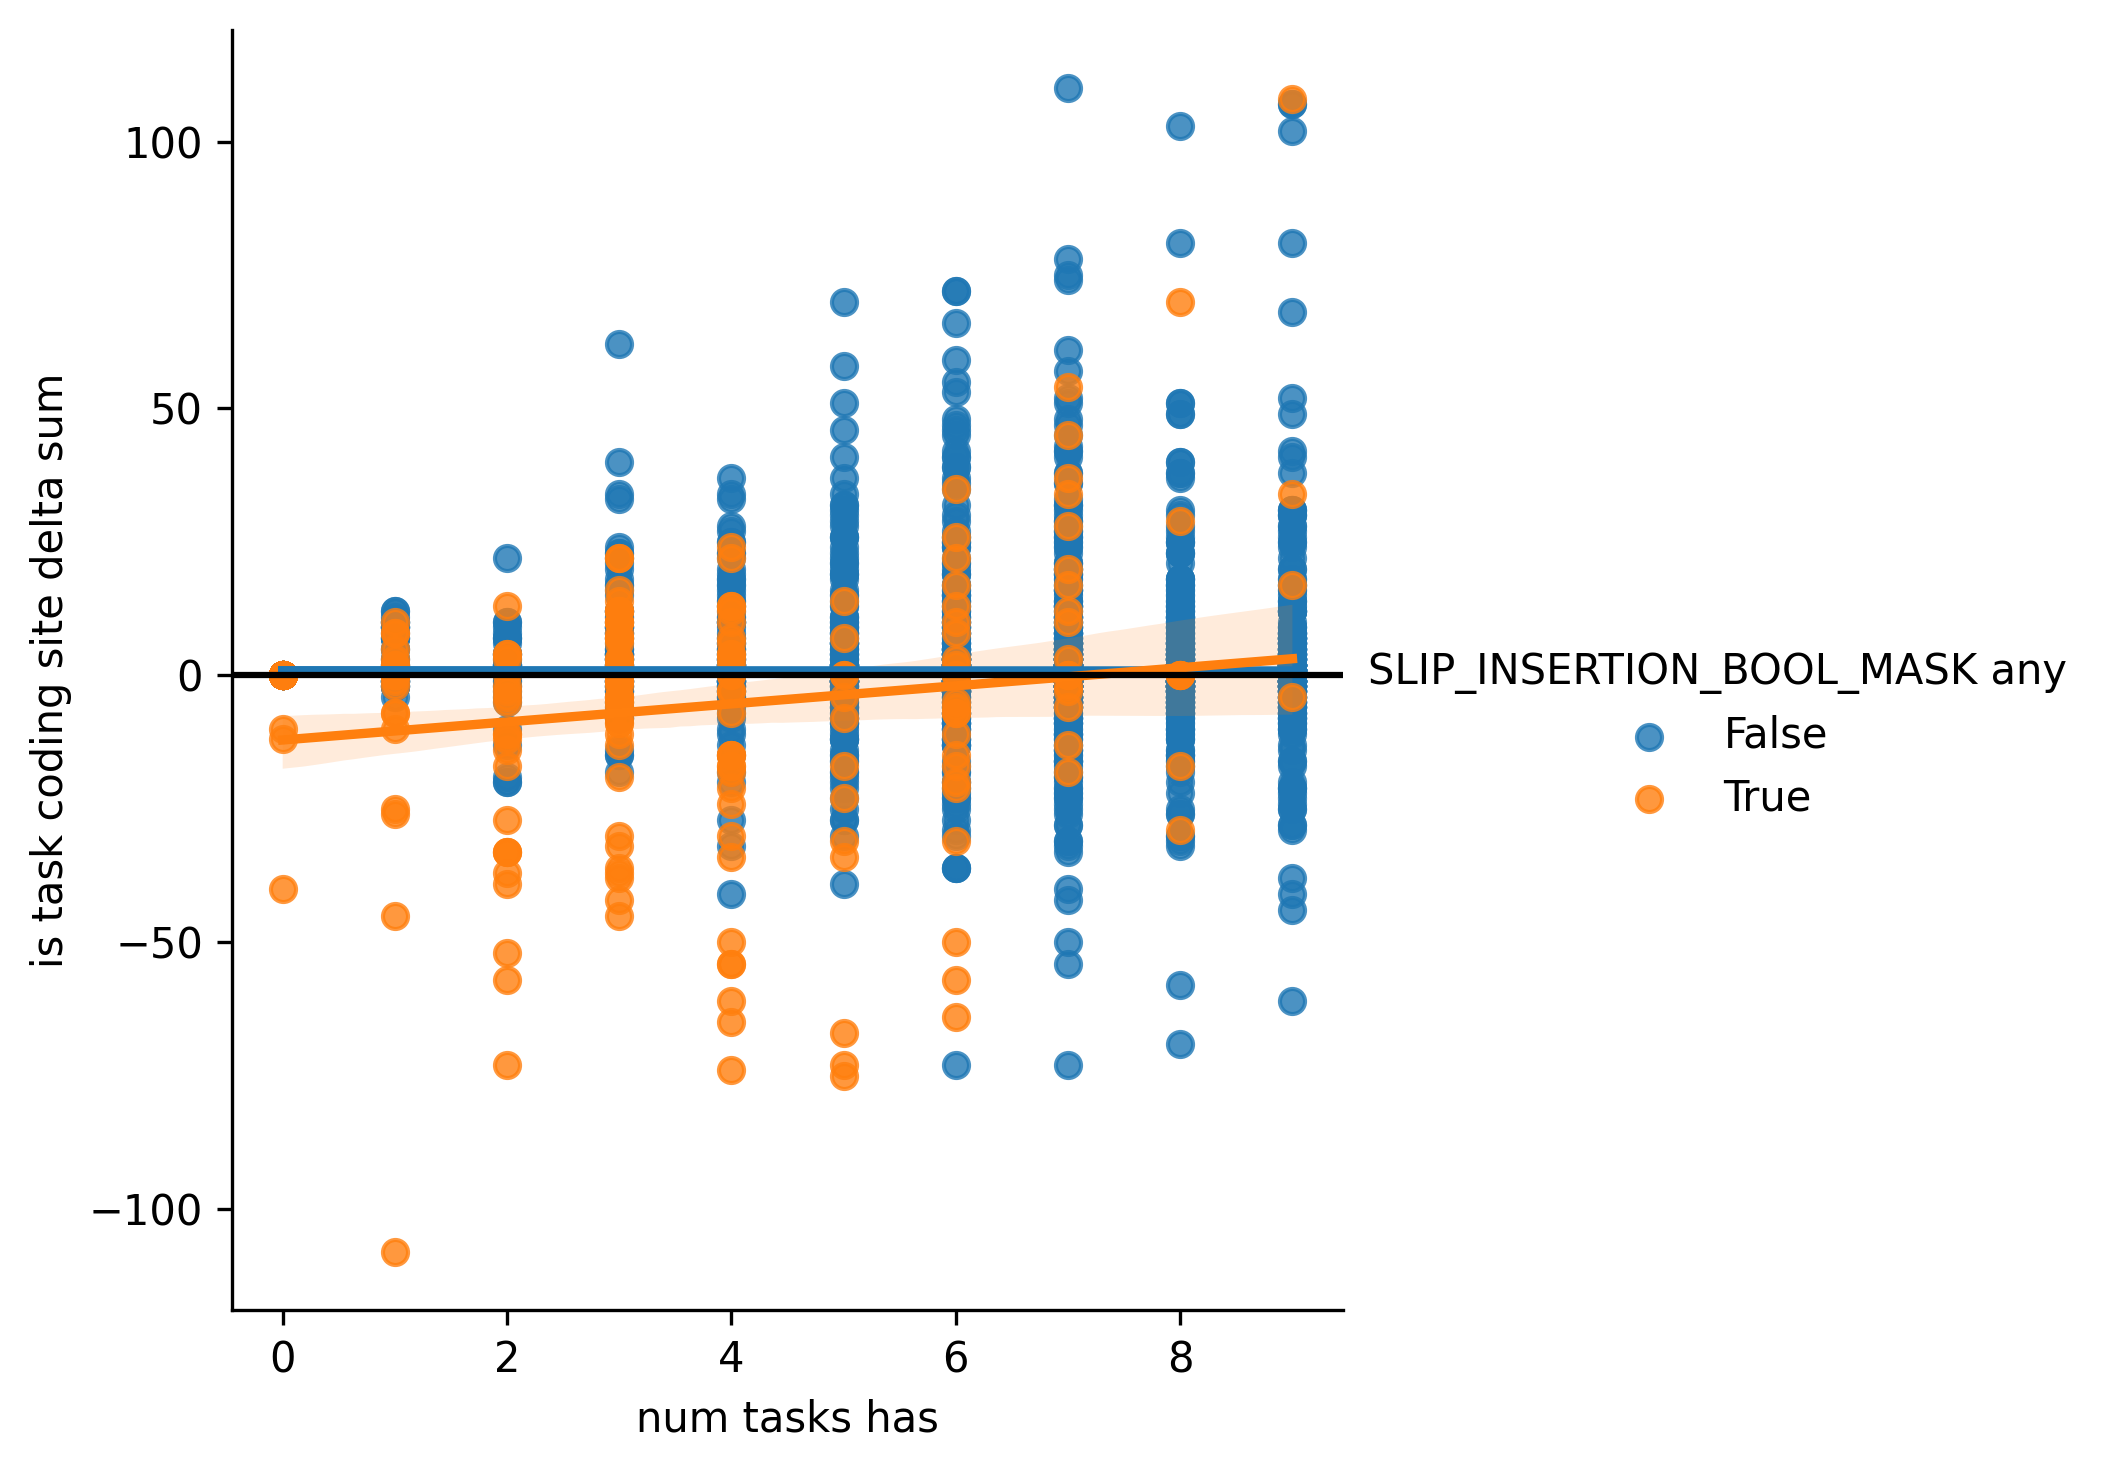 100
50
0
−50
−100
is task coding site delta sum
0
2
4
6
8
num tasks has
SLIP_INSERTION_BOOL_MASK any
False
True